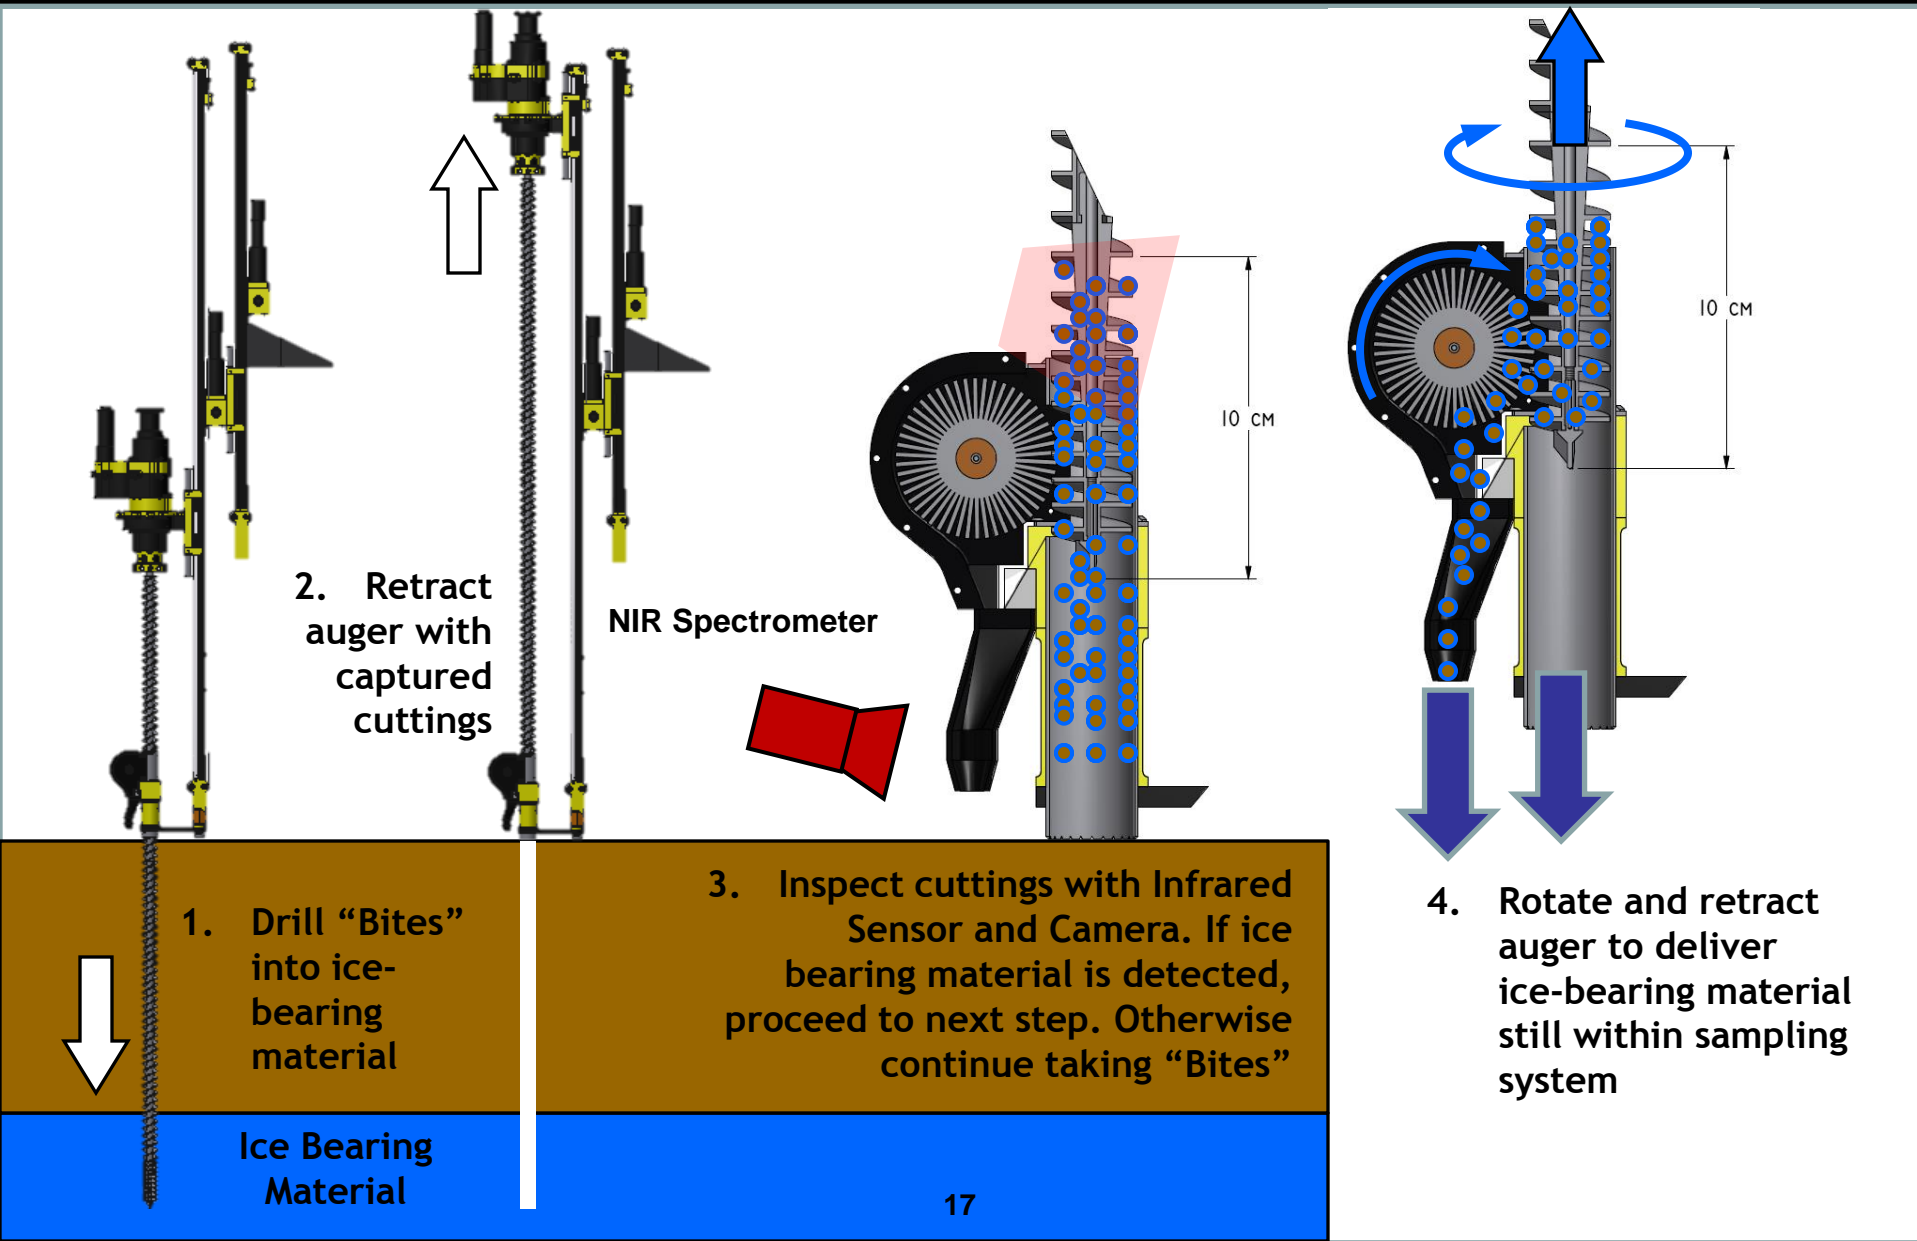 1. Drill “Bites”
into ice-
bearing
material
2. Retract
auger with
captured
cuttings
NIR Spectrometer
10 CM
3. Inspect cuttings with Infrared
Sensor and Camera. If ice
bearing material is detected,
proceed to next step. Otherwise
continue taking “Bites”
10 CM
4. Rotate and retract
auger to deliver
ice-bearing material
still within sampling
system
Ice Bearing
Material
17